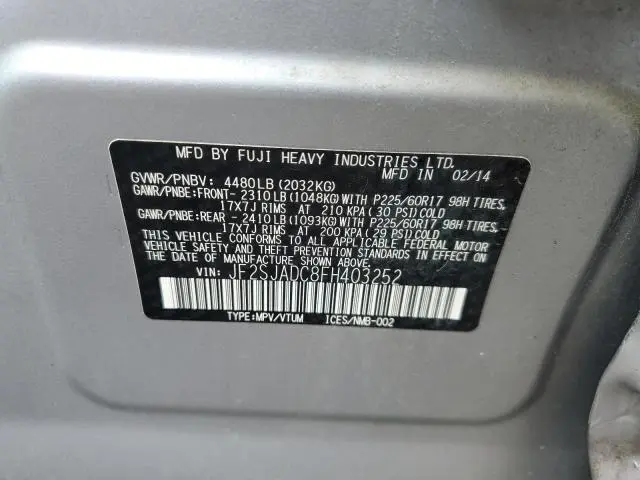 MFD BY FUJI HEAVY INDUSTRIES LTD.
MFD IN 02/14
GVWR/PNBV: 4480LB (2032KG)
GAWR/PNBE:FRONT- 2310LB (1048KG) WITH P225/60R17 98H TIRES,
17X7J RIMS AT 210 KPA ( 30 PSI) COLD
GAWR/PNBE: REAR - 2410LB (1093KG) WITH P225/60R17 98H TIRES,
17X7J RIMS AT 200 KPA ( 29 PSI) COLD
THIS VEHICLE CONFORMS TO ALL APPLICABLE FEDERAL MOTOR
VEHICLE SAFETY AND THEFT PREVENTION STANDARDS IN EFFECT ON
THE DATE OF MANUFACTURE SHOWN ABOVE.
VIN: JF2SJADC8FH403252
TYPE:MPV/VTUM ICES/NMB-002